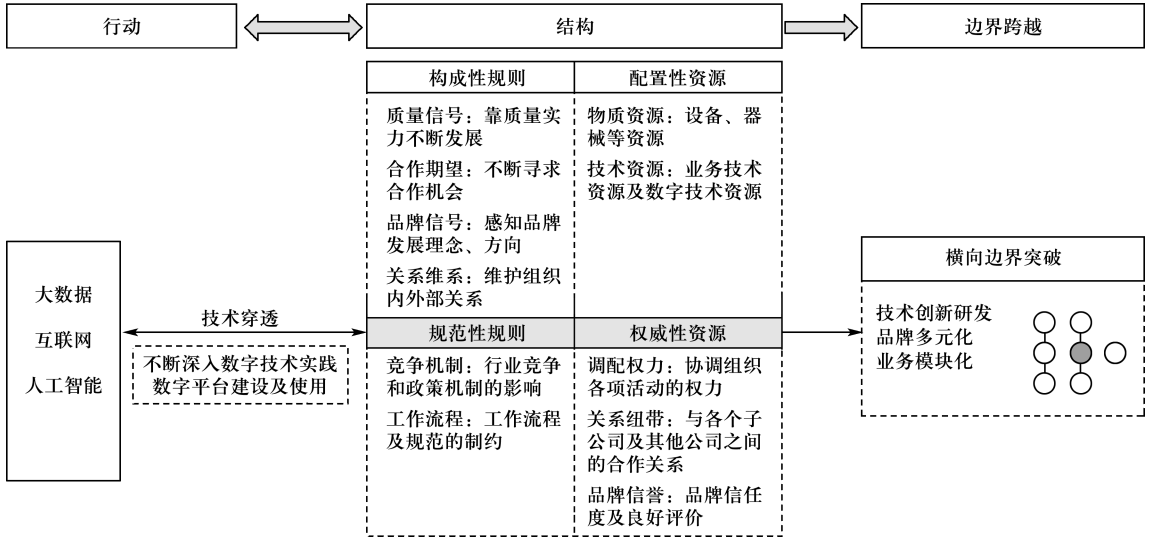 行动
结构
边界跨越
构成性规则
质量信号：靠质量实
力不断发展
合作期望：不断寻求
合作机会
品牌信号：感知品牌
发展理念、方向
关系维系：维护组织
内外部关系
配置性资源
物质资源：设备、器
械等资源
技术资源：业务技术
资源及数字技术资源
大数据
互联网
人工智能
技术穿透
不断深入数字技术实践
数字平台建设及使用
规范性规则
竞争机制：行业竞争
和政策机制的影响
工作流程：工作流程
及规范的制约
权威性资源
调配权力：协调组织
各项活动的权力
关系纽带：与各个子
公司及其他公司之间
的合作关系
品牌信誉：品牌信任
度及良好评价
横向边界突破
技术创新研发
品牌多元化
业务模块化